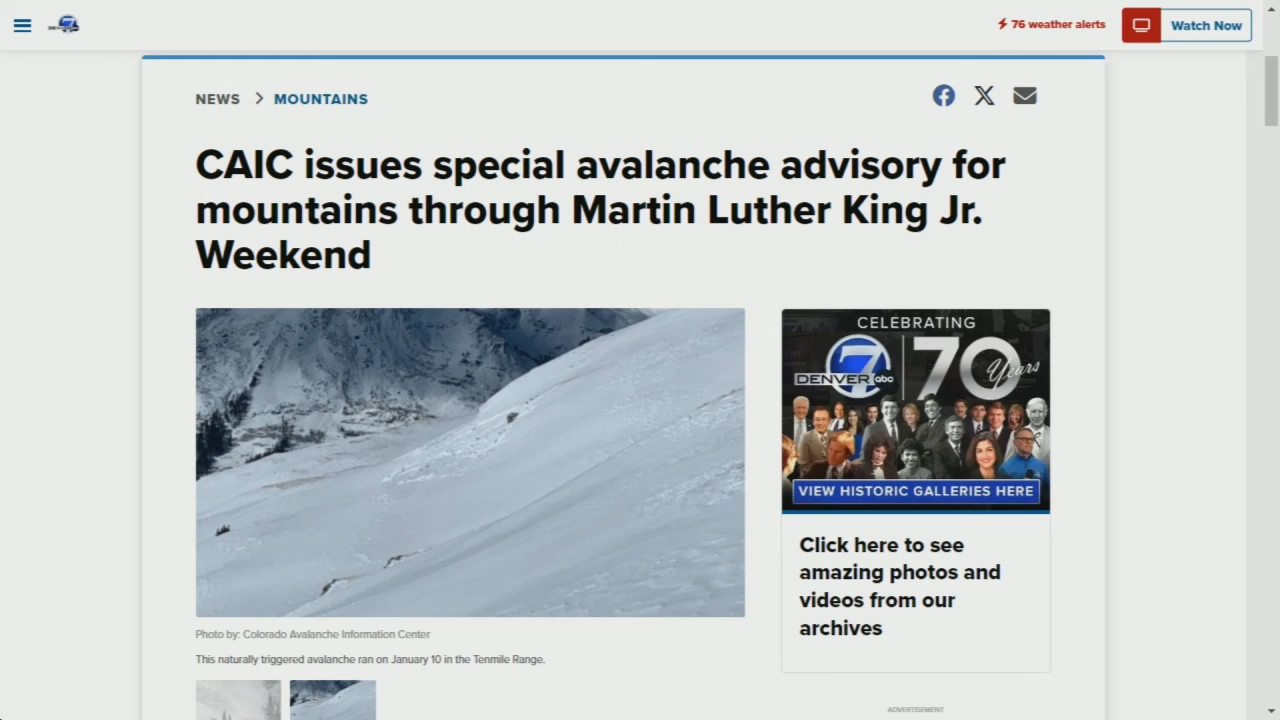 76 weather alerts
Watch Now
NEWS > MOUNTAINS
CAIC issues special avalanche advisory for
mountains through Martin Luther King Jr.
Weekend
CELEBRATING
DENVER 7 abc 70 Years
VIEW HISTORIC GALLERIES HERE
Click here to see
amazing photos and
videos from our
archives
Photo by: Colorado Avalanche Information Center
This naturally triggered avalanche ran on January 10 in the Tenmile Range.
ADVERTISEMENT